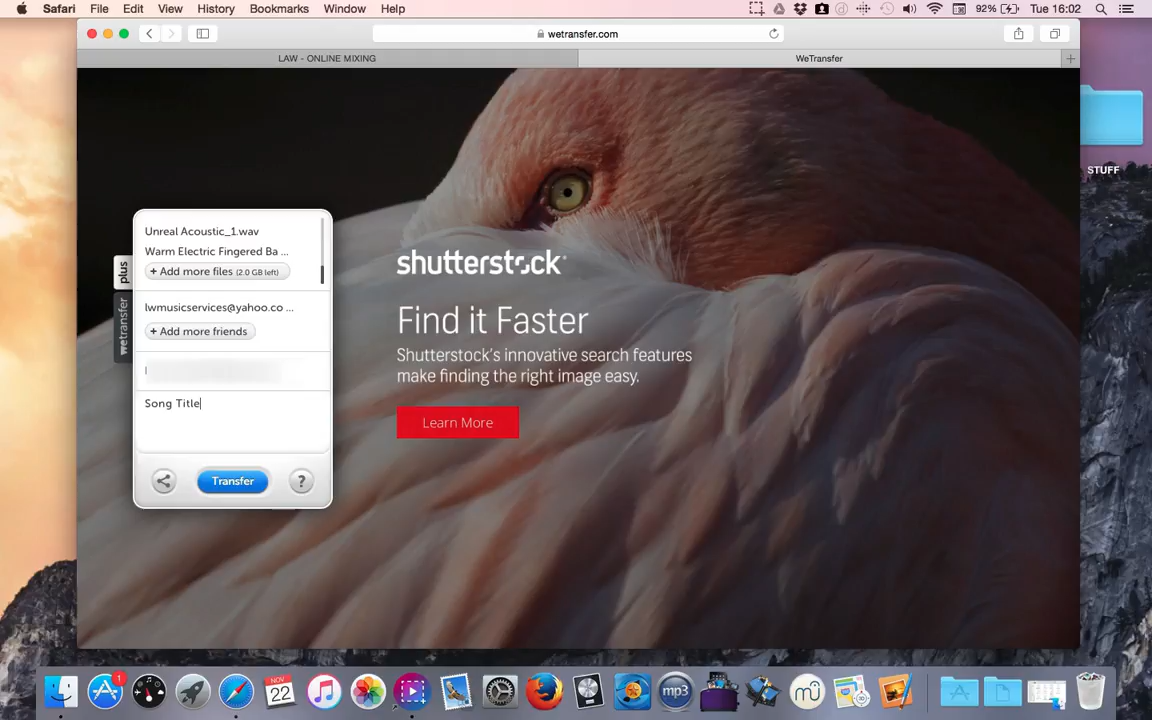 Safari File Edit View History Bookmarks Window Help 92% Tue 16:02
wetransfer.com
LAW - ONLINE MIXING WeTransfer +
STUFF
Unreal Acoustic_1.wav
Warm Electric Fingered Ba ...
+ Add more files (2.0 GB left)
plus
wetransfer
lwmusicservices@yahoo.co ...
+ Add more friends
Song Title
Transfer ?
shutterstock
Find it Faster
Shutterstock's innovative search features
make finding the right image easy.
Learn More
1
NOV
22
mp3
30